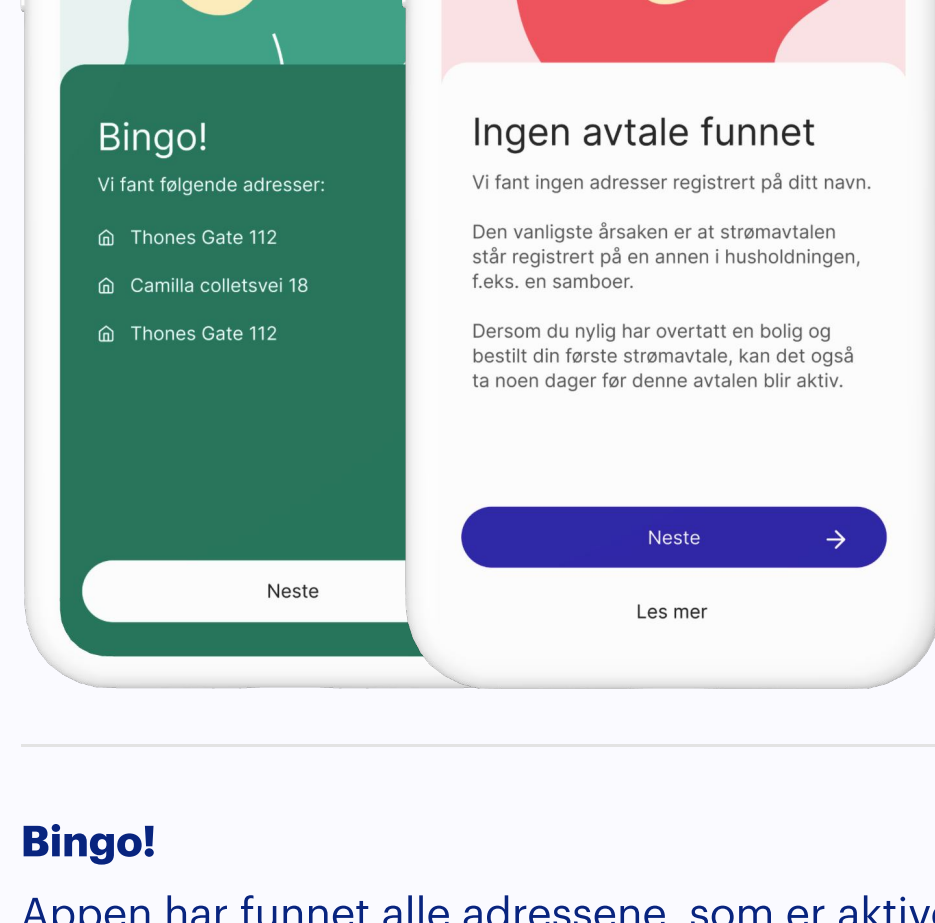 Bingo!
Vi fant følgende adresser:
Thones Gate 112
Camilla colletsvei 18
Thones Gate 112
Neste
Ingen avtale funnet
Vi fant ingen adresser registrert på ditt navn.
Den vanligste årsaken er at strømavtalen
står registrert på en annen i husholdningen,
f.eks. en samboer.
Dersom du nylig har overtatt en bolig og
bestilt din første strømavtale, kan det også
ta noen dager før denne avtalen blir aktiv.
Neste
Les mer
Bingo!
Appen har funnet alle adressene, som er aktive